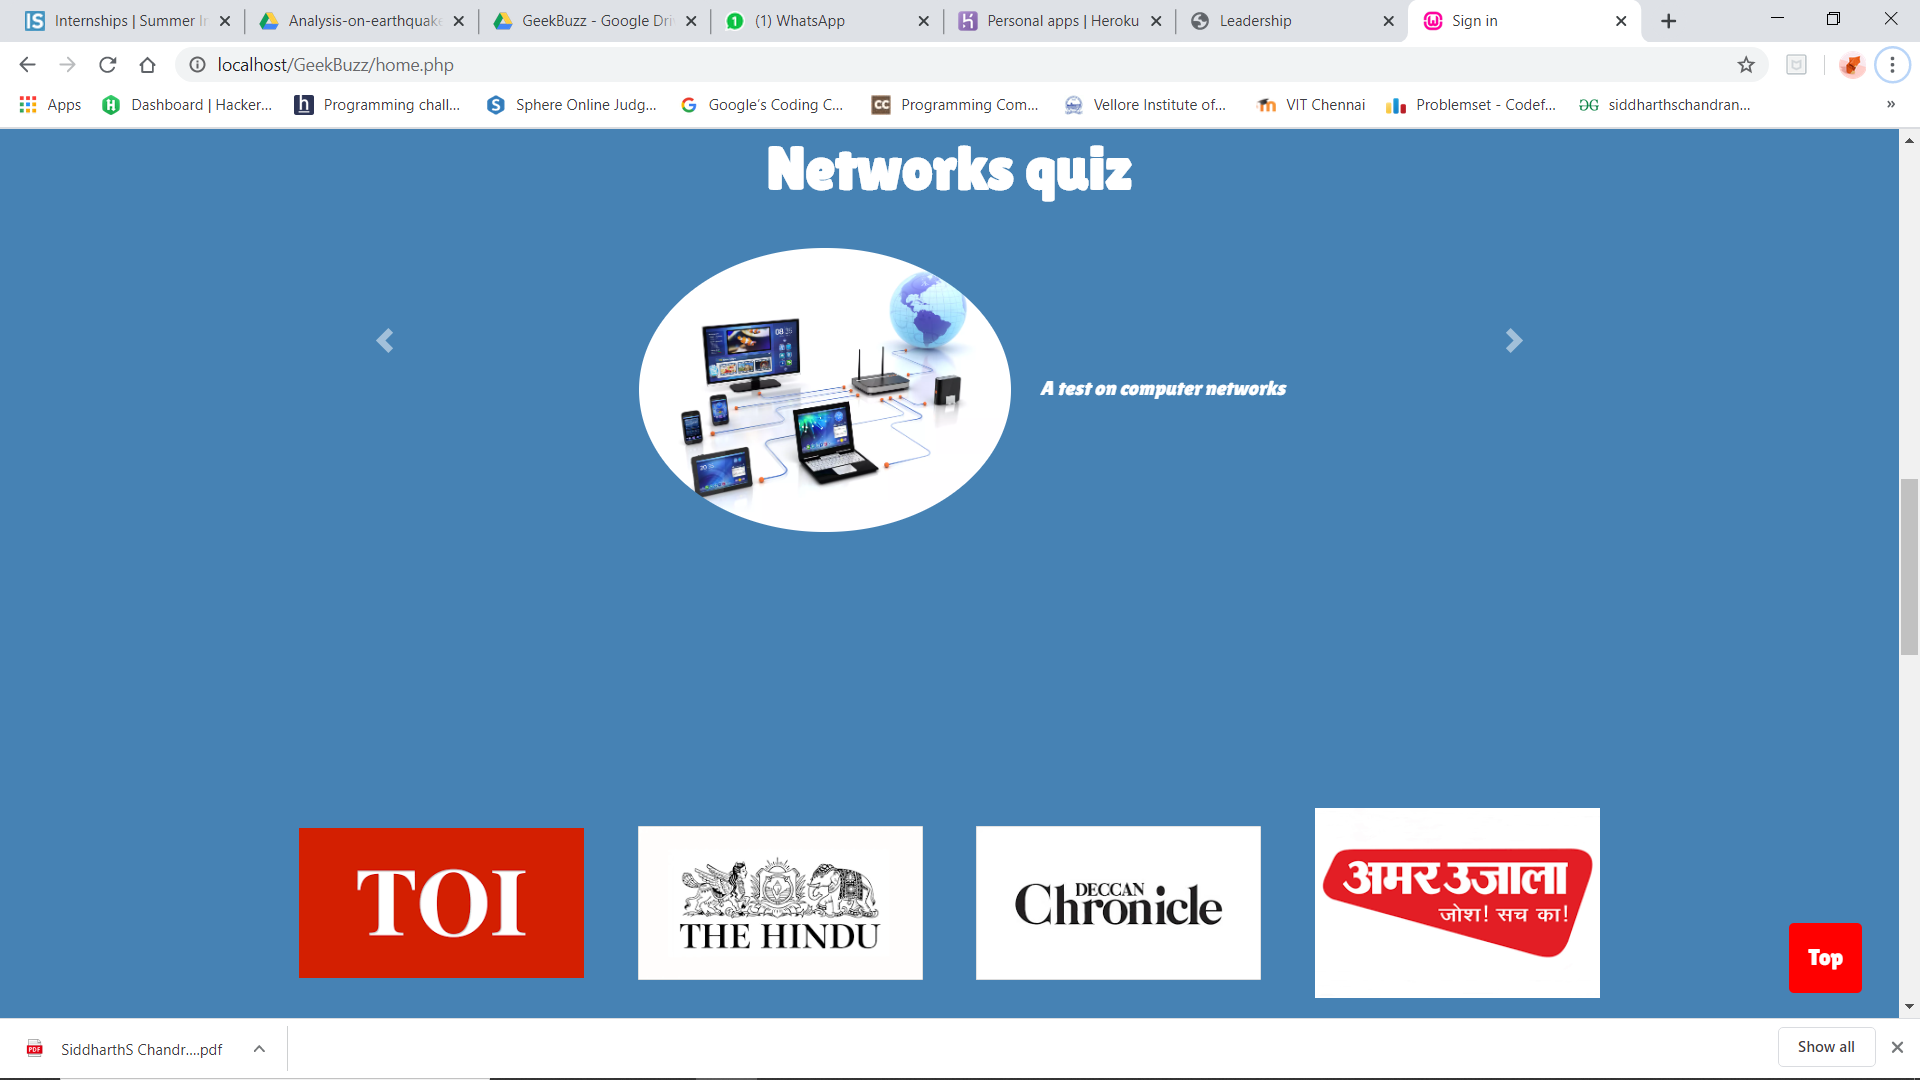 Internships | Summer In
Analysis-on-earthquake
GeekBuzz - Google Driv
(1) WhatsApp
Personal apps | Heroku
Leadership
Sign in
localhost/GeekBuzz/home.php
Apps
Dashboard | Hacker...
Programming chall...
Sphere Online Judg...
Google's Coding C...
Programming Com...
Vellore Institute of...
VIT Chennai
Problemset - Codef...
siddharthschandran...
»
Networks quiz
A test on computer networks
TOI
THE HINDU
DECCAN
Chronicle
अमर उजाला
जोश! सच का!
Top
SiddharthS Chandr....pdf
Show all